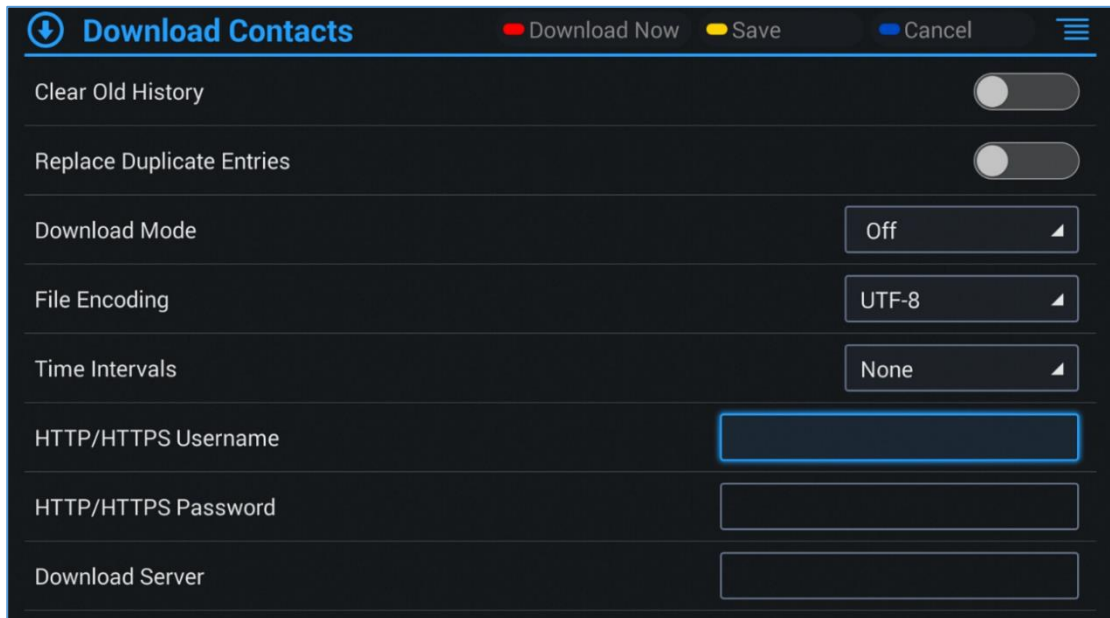 Download Contacts Download Now Save Cancel
Clear Old History
Replace Duplicate Entries
Download Mode Off
File Encoding UTF-8
Time Intervals None
HTTP/HTTPS Username
HTTP/HTTPS Password
Download Server